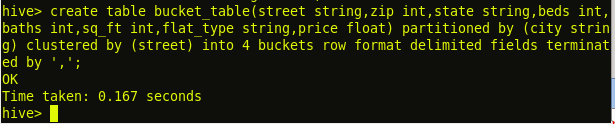 hive> create table bucket_table(street string,zip int,state string,beds int,
baths int,sq_ft int,flat_type string,price float) partitioned by (city strin
g) clustered by (street) into 4 buckets row format delimited fields terminat
ed by ',';
OK
Time taken: 0.167 seconds
hive>